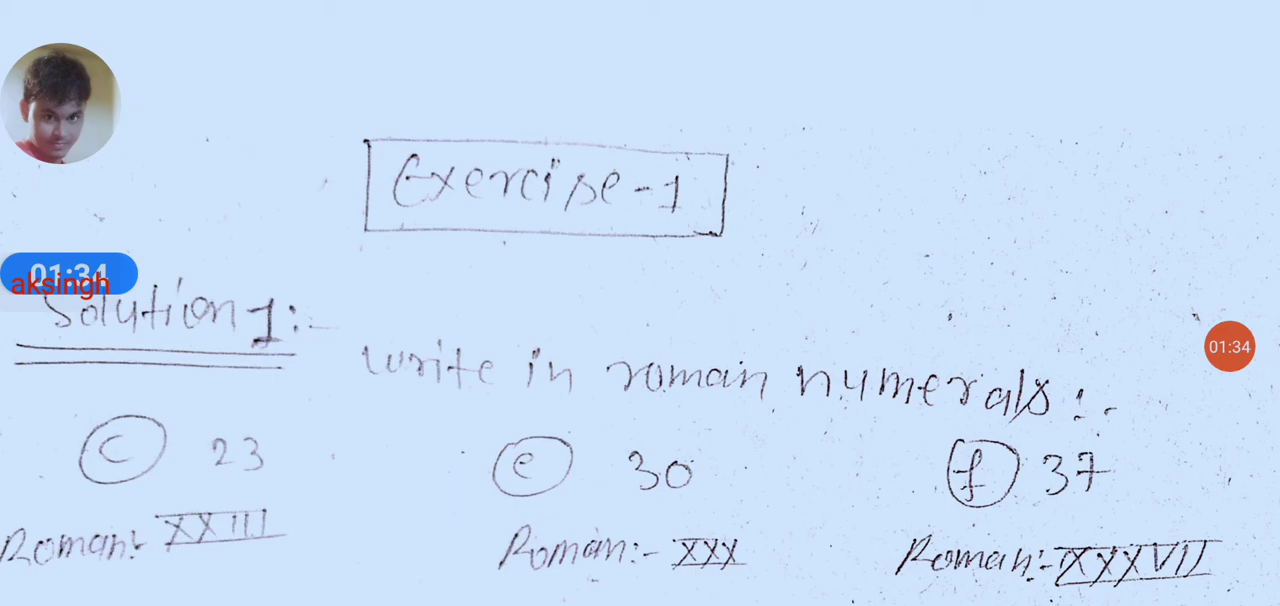 Exercise-1
01:34
aksingh
Solution 1:-
01:34
write in roman numerals:-
c 23 e 30 f 37
Roman:- XXIII Roman:- XXX Roman:- XXXVII